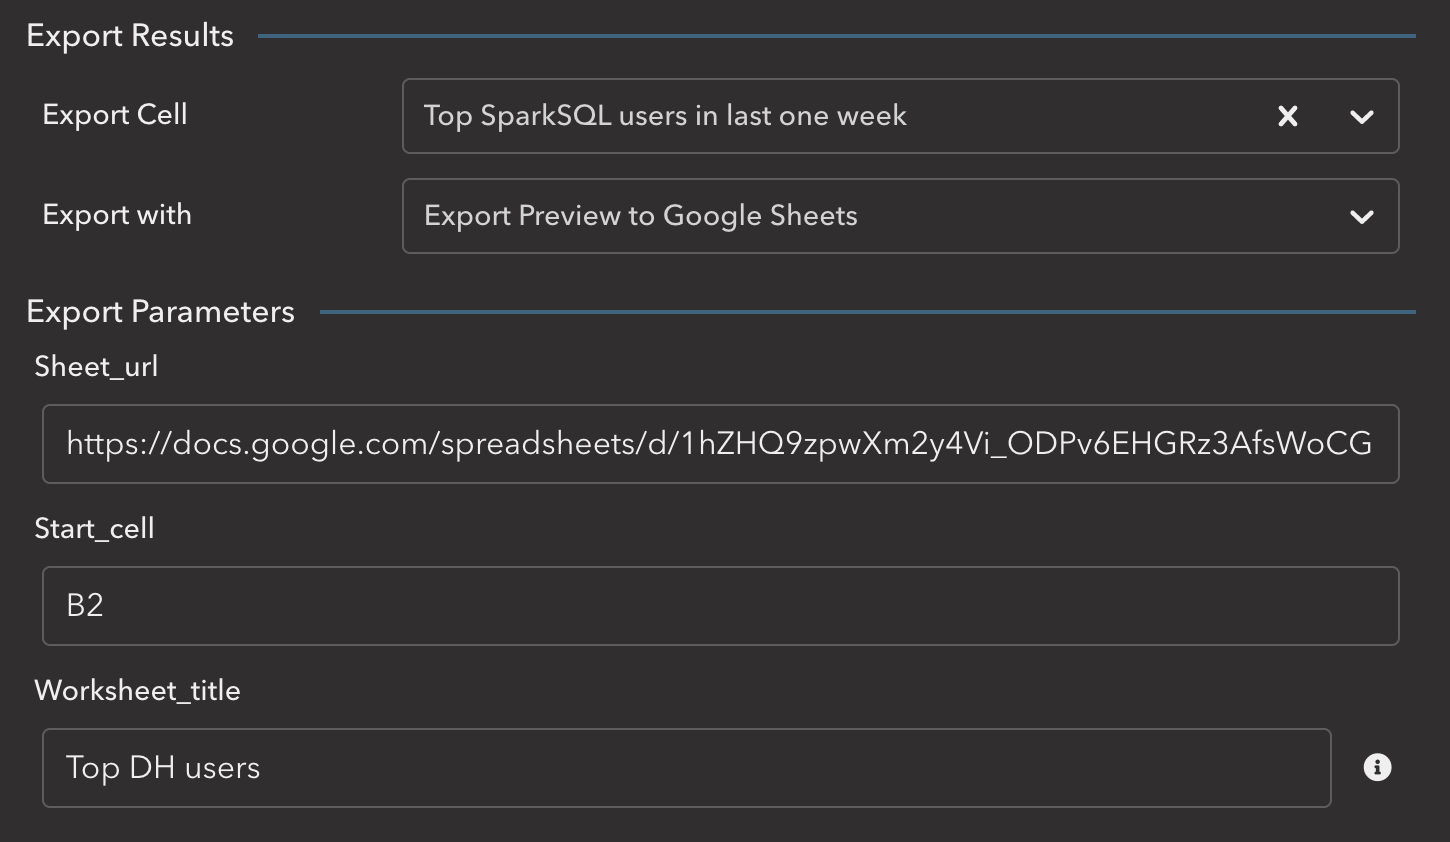 Export Results
Export Cell
Top SparkSQL users in last one week
Export with
Export Preview to Google Sheets
Export Parameters
Sheet_url
https://docs.google.com/spreadsheets/d/1hZHQ9zpwXm2y4Vi_ODPv6EHGRz3AfsWoCG
Start_cell
B2
Worksheet_title
Top DH users